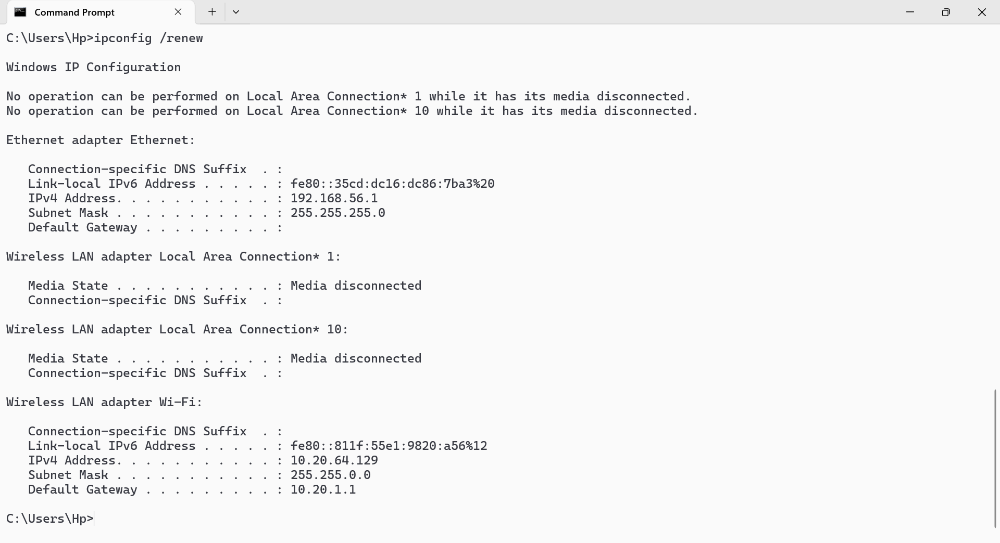 Command Prompt
C:\Users\Hp>ipconfig /renew
Windows IP Configuration
No operation can be performed on Local Area Connection* 1 while it has its media disconnected.
No operation can be performed on Local Area Connection* 10 while it has its media disconnected.
Ethernet adapter Ethernet:
   Connection-specific DNS Suffix  . :
   Link-local IPv6 Address . . . . . : fe80::35cd:dc16:dc86:7ba3%20
   IPv4 Address. . . . . . . . . . . : 192.168.56.1
   Subnet Mask . . . . . . . . . . . : 255.255.255.0
   Default Gateway . . . . . . . . . :
Wireless LAN adapter Local Area Connection* 1:
   Media State . . . . . . . . . . . : Media disconnected
   Connection-specific DNS Suffix  . :
Wireless LAN adapter Local Area Connection* 10:
   Media State . . . . . . . . . . . : Media disconnected
   Connection-specific DNS Suffix  . :
Wireless LAN adapter Wi-Fi:
   Connection-specific DNS Suffix  . :
   Link-local IPv6 Address . . . . . : fe80::811f:55e1:9820:a56%12
   IPv4 Address. . . . . . . . . . . : 10.20.64.129
   Subnet Mask . . . . . . . . . . . : 255.255.0.0
   Default Gateway . . . . . . . . . : 10.20.1.1
C:\Users\Hp>